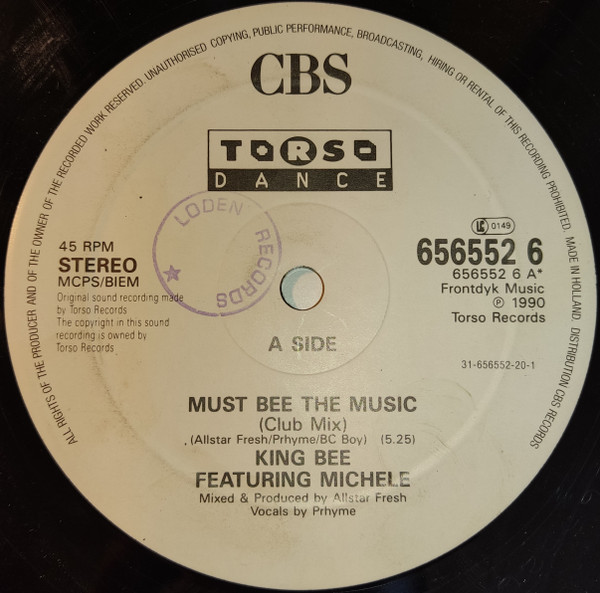 ALL RIGHTS OF THE PRODUCER AND OF THE OWNER OF THE RECORDED WORK RESERVED. UNAUTHORISED COPYING, PUBLIC PERFORMANCE, BROADCASTING, HIRING OR RENTAL OF THIS RECORDING PROHIBITED. MADE IN HOLLAND. DISTRIBUTION CBS RECORDS
CBS
TORSO
DANCE
LODEN RECORDS
45 RPM
STEREO
MCPS/BIEM
Original sound recording made
by Torso Records
The copyright in this sound
recording is owned by
Torso Records
LC 0149
656552 6
656552 6 A*
Frontdyk Music
℗ 1990
Torso Records
A SIDE
31-656552-20-1
MUST BEE THE MUSIC
(Club Mix)
(Allstar Fresh/Prhyme/BC Boy) (5.25)
KING BEE
FEATURING MICHELE
Mixed & Produced by Allstar Fresh
Vocals by Prhyme